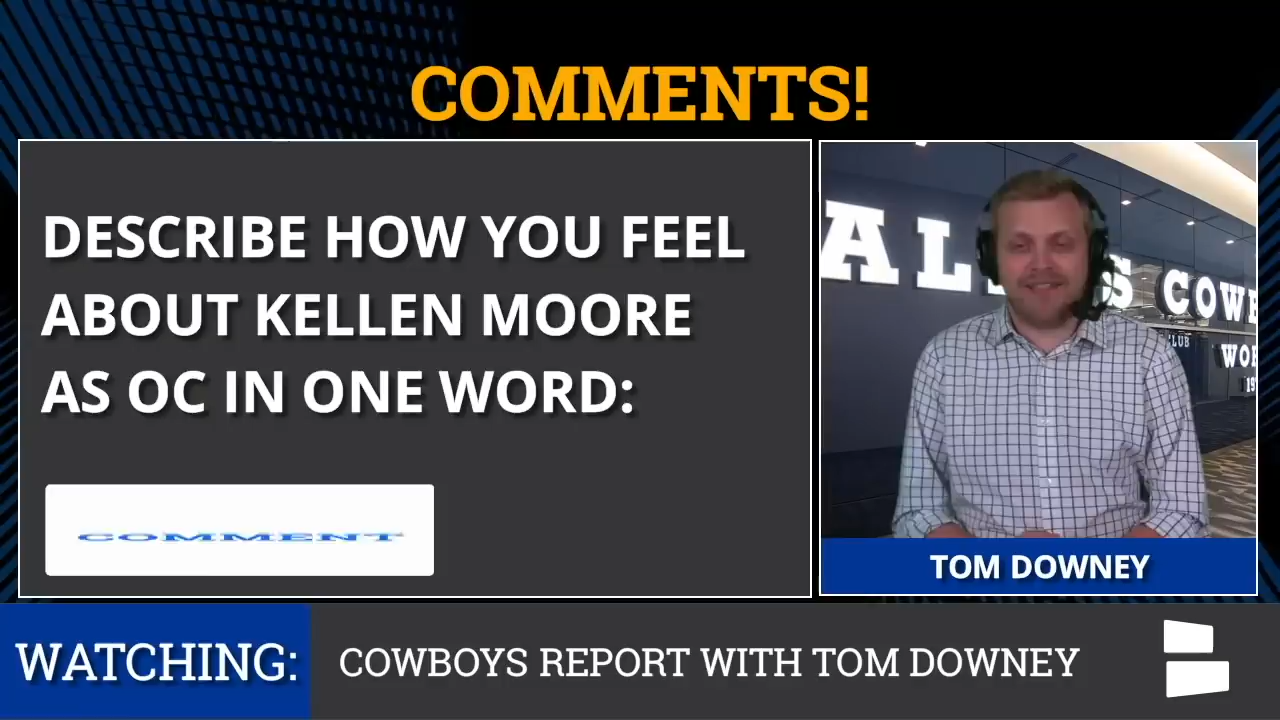 COMMENTS!
DESCRIBE HOW YOU FEEL
ABOUT KELLEN MOORE
AS OC IN ONE WORD:
COMMENT
TOM DOWNEY
WATCHING: COWBOYS REPORT WITH TOM DOWNEY